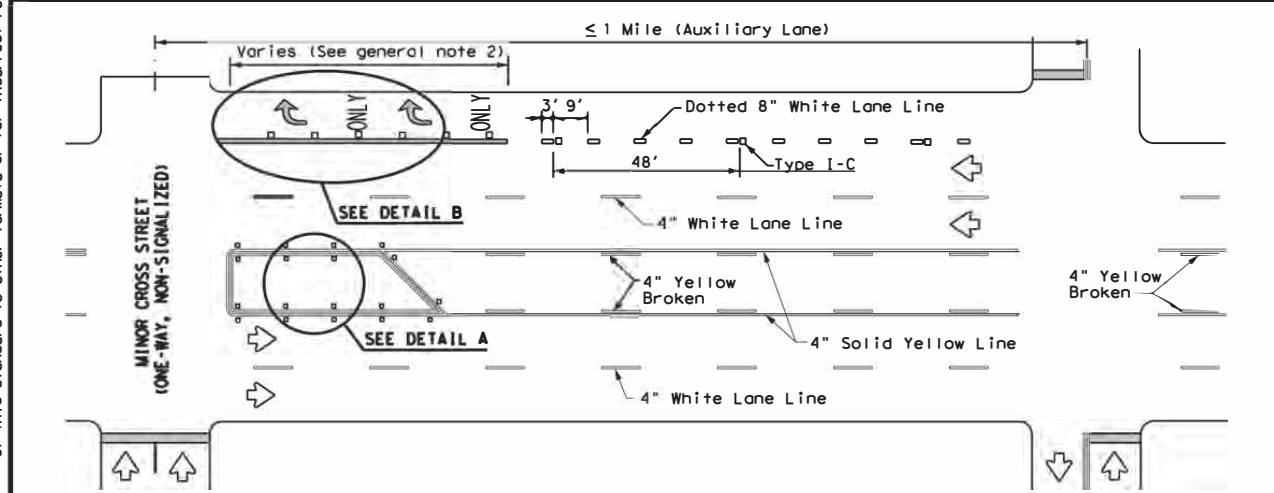 ≤ 1 Mile (Auxiliary Lane)
Varies (See general note 2)
ONLY
ONLY
3' 9'
Dotted 8" White Lane Line
48'
Type I-C
SEE DETAIL B
4" White Lane Line
MINOR CROSS STREET
(ONE-WAY, NON-SIGNALIZED)
4" Yellow
Broken
4" Yellow
Broken
SEE DETAIL A
4" Solid Yellow Line
4" White Lane Line